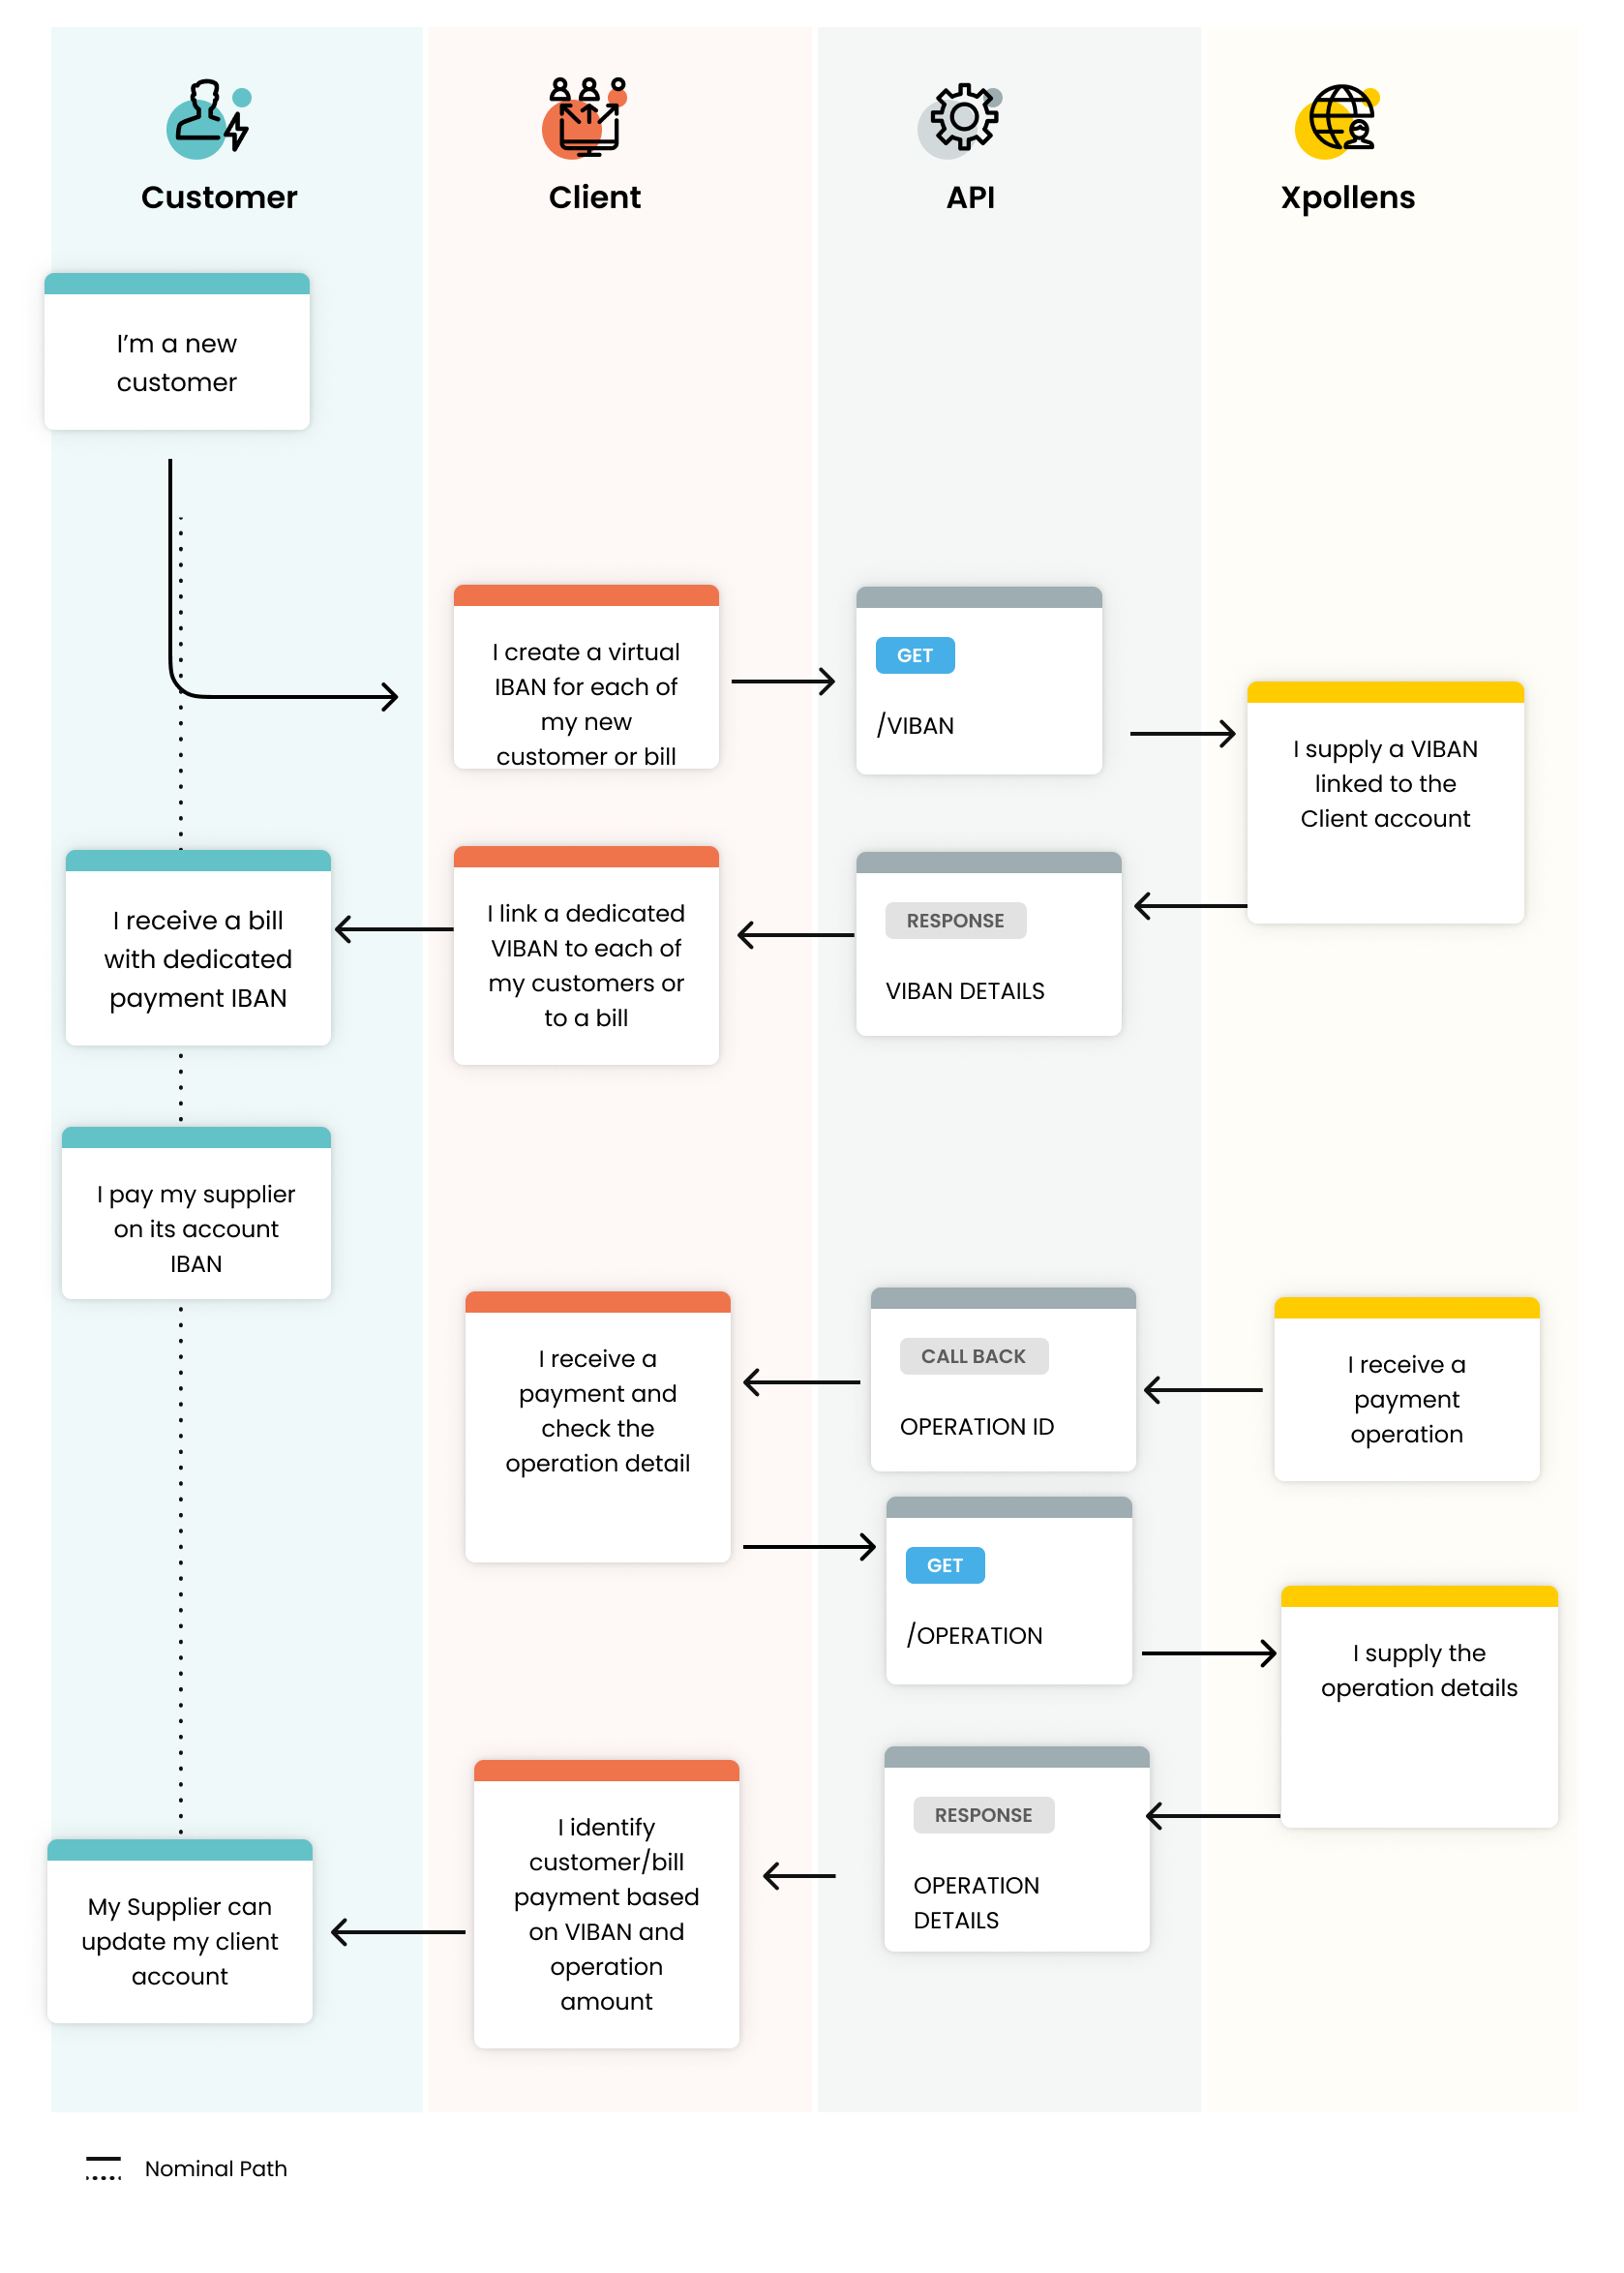 Customer
Client
API
Xpollens
I’m a new
customer
I create a virtual
IBAN for each of
my new
customer or bill
GET
/VIBAN
I supply a VIBAN
linked to the
Client account
I receive a bill
with dedicated
payment IBAN
I link a dedicated
VIBAN to each of
my customers or
to a bill
RESPONSE
VIBAN DETAILS
I pay my supplier
on its account
IBAN
I receive a
payment and
check the
operation detail
CALL BACK
OPERATION ID
I receive a
payment
operation
GET
/OPERATION
I supply the
operation details
RESPONSE
OPERATION
DETAILS
I identify
customer/bill
payment based
on VIBAN and
operation
amount
My Supplier can
update my client
account
Nominal Path